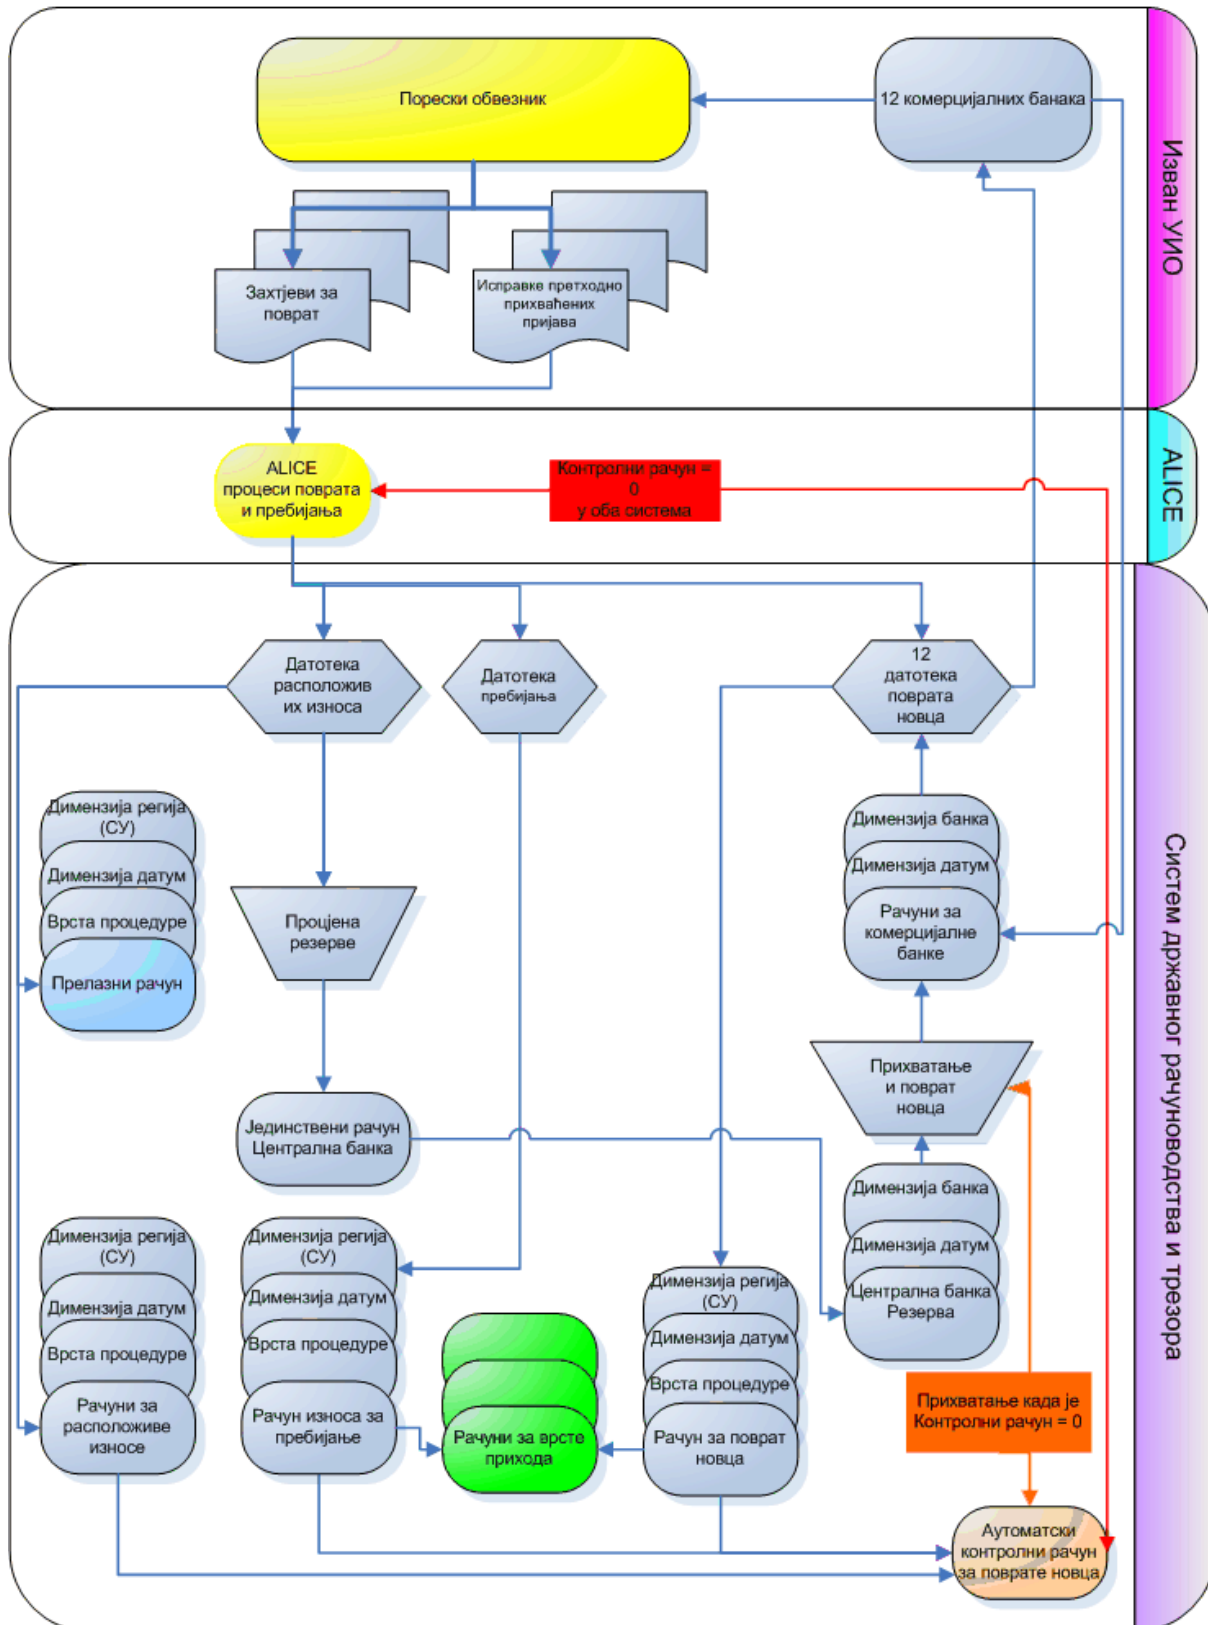 Порески обвезник
12 комерцијалних банака
Изван УИО
Захтјеви за
поврат
Исправке претходно
прихваћених
пријава
ALICE
процеси поврата
и пребијања
Контролни рачун =
0
у оба система
ALICE
Датотека
расположив
их износа
Датотека
пребијања
12
датотека
поврата
новца
Димензија регија
(СУ)
Димензија датум
Врста процедуре
Прелазни рачун
Процјена
резерве
Димензија банка
Димензија датум
Рачуни за
комерцијалне
банке
Прихватање
и поврат
новца
Јединствени рачун
Централна банка
Димензија банка
Димензија датум
Централна банка
Резерва
Димензија регија
(СУ)
Димензија датум
Врста процедуре
Рачуни за
расположиве
износе
Димензија регија
(СУ)
Димензија датум
Врста процедуре
Рачун износа за
пребијање
Рачуни за врсте
прихода
Димензија регија
(СУ)
Димензија датум
Врста процедуре
Рачун за поврат
новца
Прихватање када је
Контролни рачун = 0
Аутоматски
контролни рачун
за поврате новца
Систем државног рачуноводства и трезора